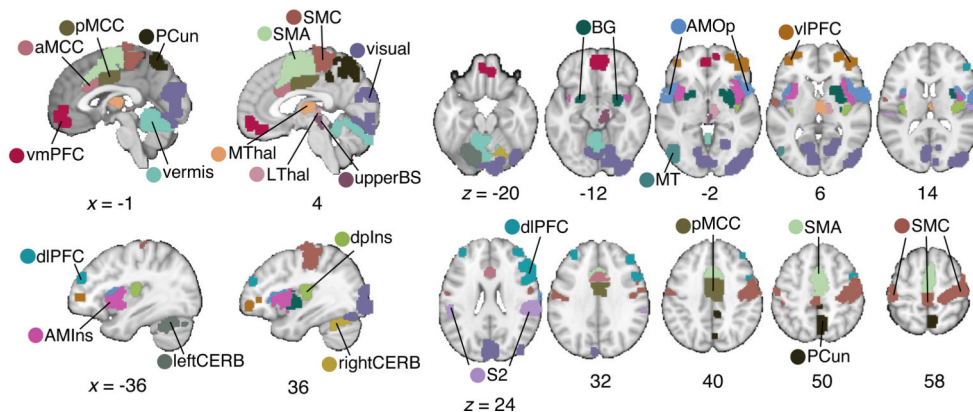 pMCC
SMC
aMCC
PCun
SMA
visual
vmPFC
MThal
vermis
LThal
upperBS
x = -1
4
dlPFC
dpIns
AMIns
leftCERB
rightCERB
x = -36
36
BG
AMOp
vlPFC
MT
z = -20
-12
-2
6
14
dlPFC
pMCC
SMA
SMC
S2
PCun
z = 24
32
40
50
58